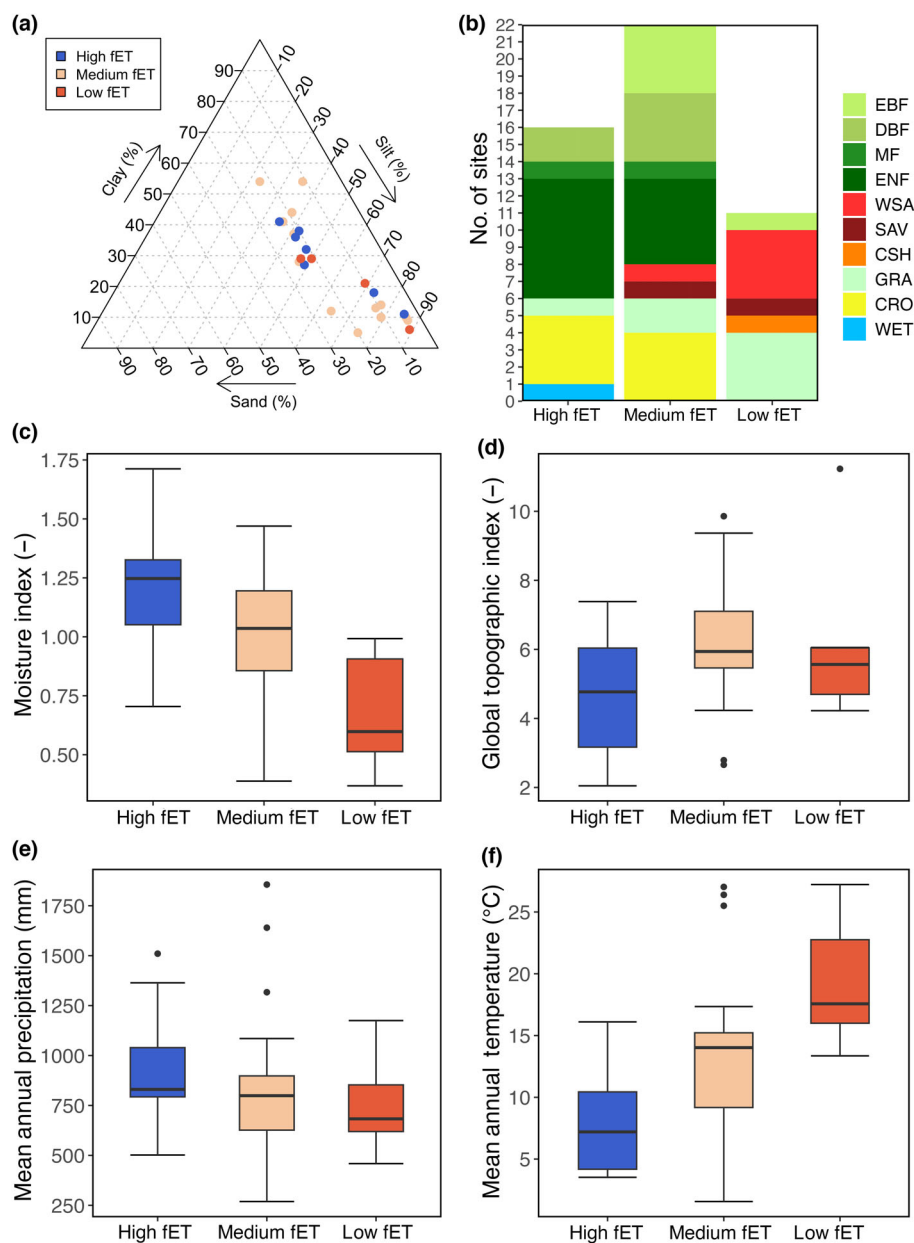 (a)
High fET
Medium fET
Low fET
Clay (%)
Silt (%)
Sand (%)
90
80
70
60
50
40
30
20
10
10
20
30
40
50
60
70
80
90
90
80
70
60
50
40
30
20
10
(b)
No. of sites
22
21
20
19
18
17
16
15
14
13
12
11
10
9
8
7
6
5
4
3
2
1
0
High fET Medium fET Low fET
EBF
DBF
MF
ENF
WSA
SAV
CSH
GRA
CRO
WET
(c)
Moisture index (−)
1.75
1.50
1.25
1.00
0.75
0.50
High fET Medium fET Low fET
(d)
Global topographic index (−)
10
8
6
4
2
High fET Medium fET Low fET
(e)
Mean annual precipitation (mm)
1750
1500
1250
1000
750
500
250
High fET Medium fET Low fET
(f)
Mean annual temperature (°C)
25
20
15
10
5
High fET Medium fET Low fET